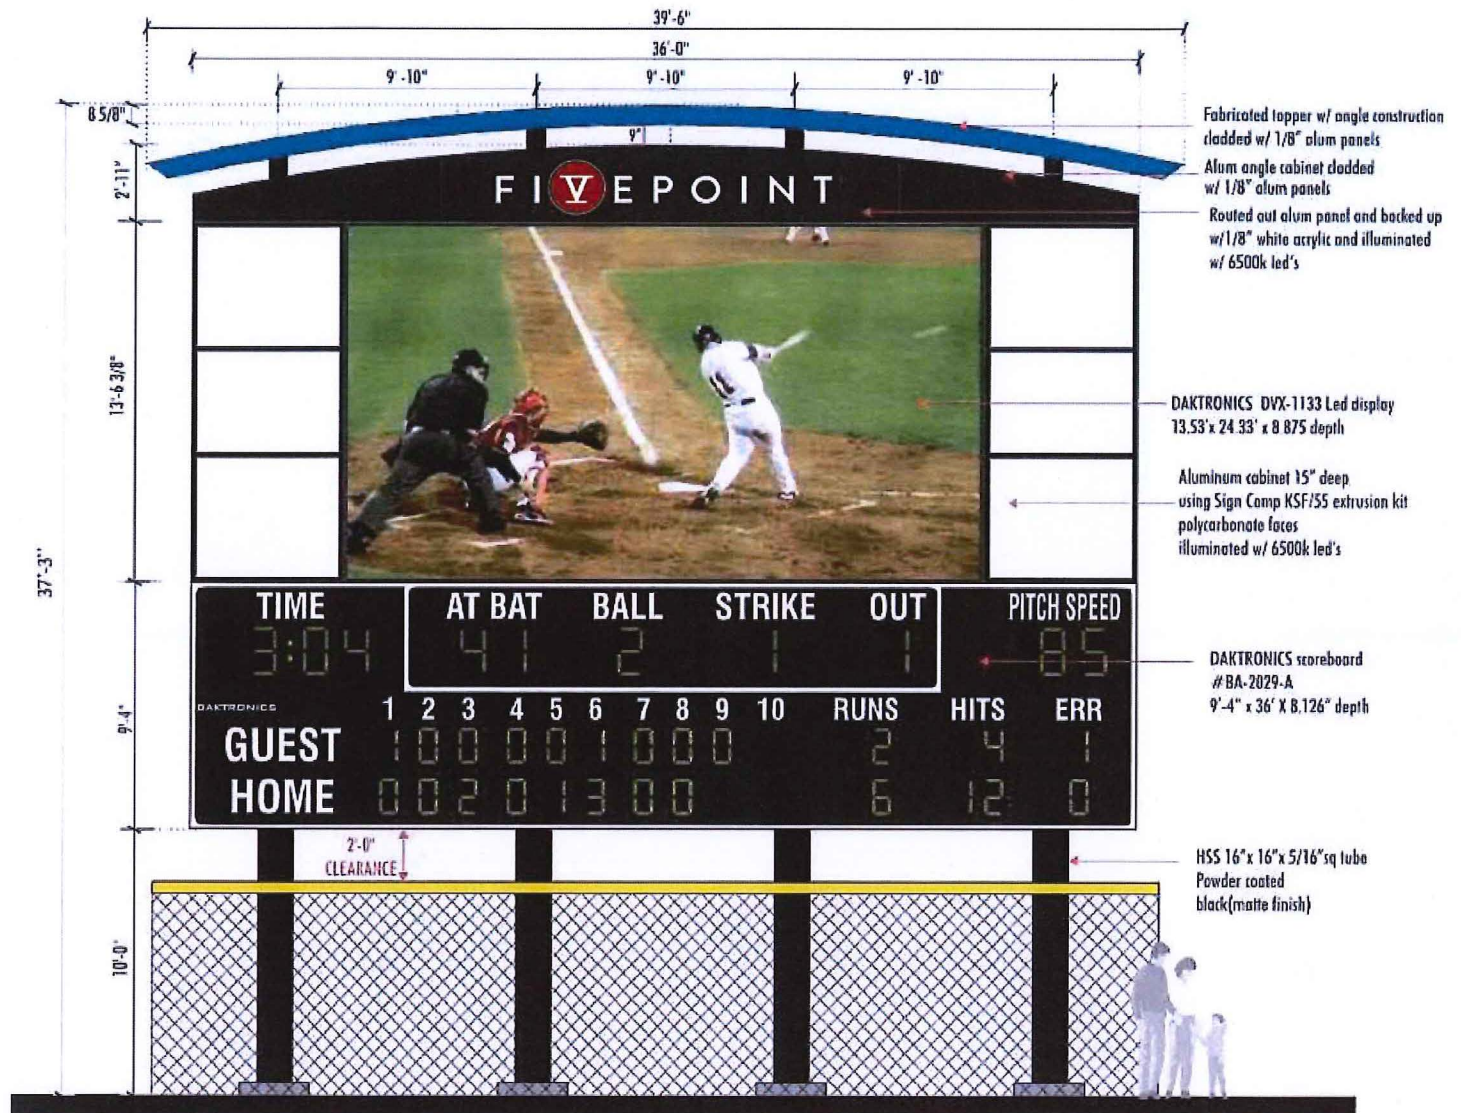 39'-6"
36'-0"
9'-10"
9'-10"
9'-10"
8 5/8"
9"
2'-11"
13'-6 3/8"
37'-3"
9'-4"
10'-0"
FIVEPOINT
Fabricated topper w/ angle construction
cladded w/ 1/8" alum panels
Alum angle cabinet cladded
w/ 1/8" alum panels
Routed out alum panel and backed up
w/1/8" white acrylic and illuminated
w/ 6500k led's
DAKTRONICS DVX-1133 Led display
13.53'x 24.33' x 8 875 depth
Aluminum cabinet 15" deep
using Sign Comp KSF/55 extrusion kit
polycarbonate faces
illuminated w/ 6500k led's
TIME AT BAT BALL STRIKE OUT PITCH SPEED
3:04 41 2 1 1 85
DAKTRONICS 1 2 3 4 5 6 7 8 9 10 RUNS HITS ERR
GUEST 1 0 0 0 0 1 0 0 0 2 4 1
HOME 0 0 2 0 1 3 0 0 6 12 0
DAKTRONICS scoreboard
#BA-2029-A
9'-4" x 36' X 8.126" depth
2'-0"
CLEARANCE
HSS 16"x 16"x 5/16"sq tube
Powder coated
black(matte finish)